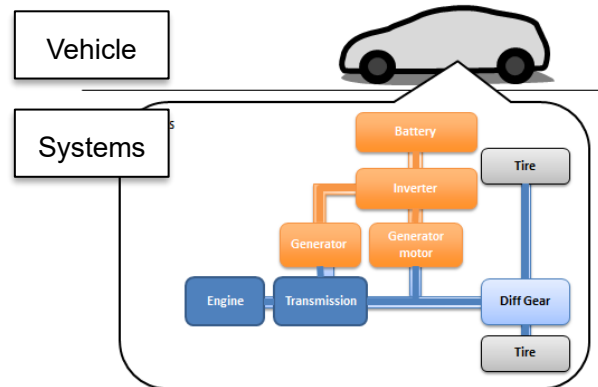 Vehicle
Systems
s
Battery
Tire
Inverter
Generator
Generator
motor
Engine
Transmission
Diff Gear
Tire